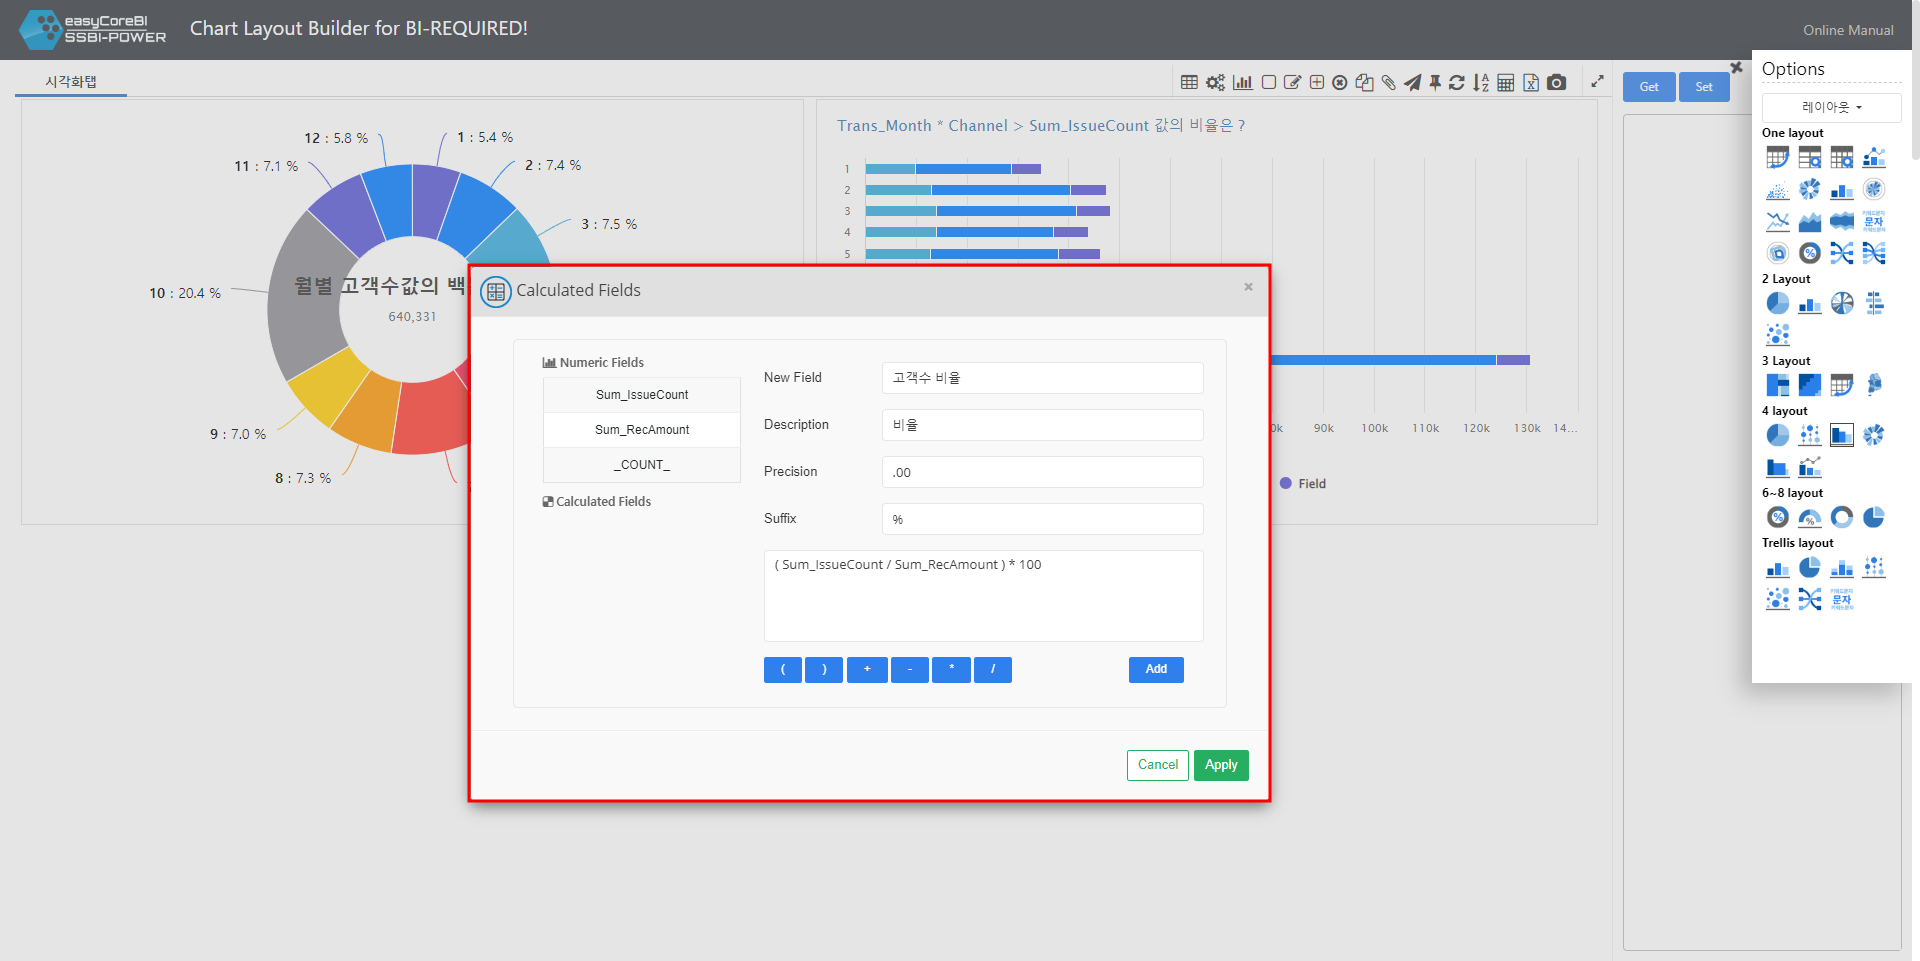 easyCoreBI
SSBI-POWER
Chart Layout Builder for BI-REQUIRED!
Online Manual
시각화탭
Get
Set
12 : 5.8 %
1 : 5.4 %
11 : 7.1 %
2 : 7.4 %
3 : 7.5 %
10 : 20.4 %
월별 고객수값의 백
640,331
9 : 7.0 %
8 : 7.3 %
Trans_Month * Channel > Sum_IssueCount 값의 비율은 ?
1
2
3
4
5
0k
90k
100k
110k
120k
130k
14...
Field
Calculated Fields
Numeric Fields
Sum_IssueCount
Sum_RecAmount
_COUNT_
Calculated Fields
New Field
고객수 비율
Description
비율
Precision
.00
Suffix
%
( Sum_IssueCount / Sum_RecAmount ) * 100
(
)
+
-
*
/
Add
Cancel
Apply
Options
레이아웃
One layout
문자
%
2 Layout
3 Layout
4 layout
6~8 layout
%
%
Trellis layout
문자